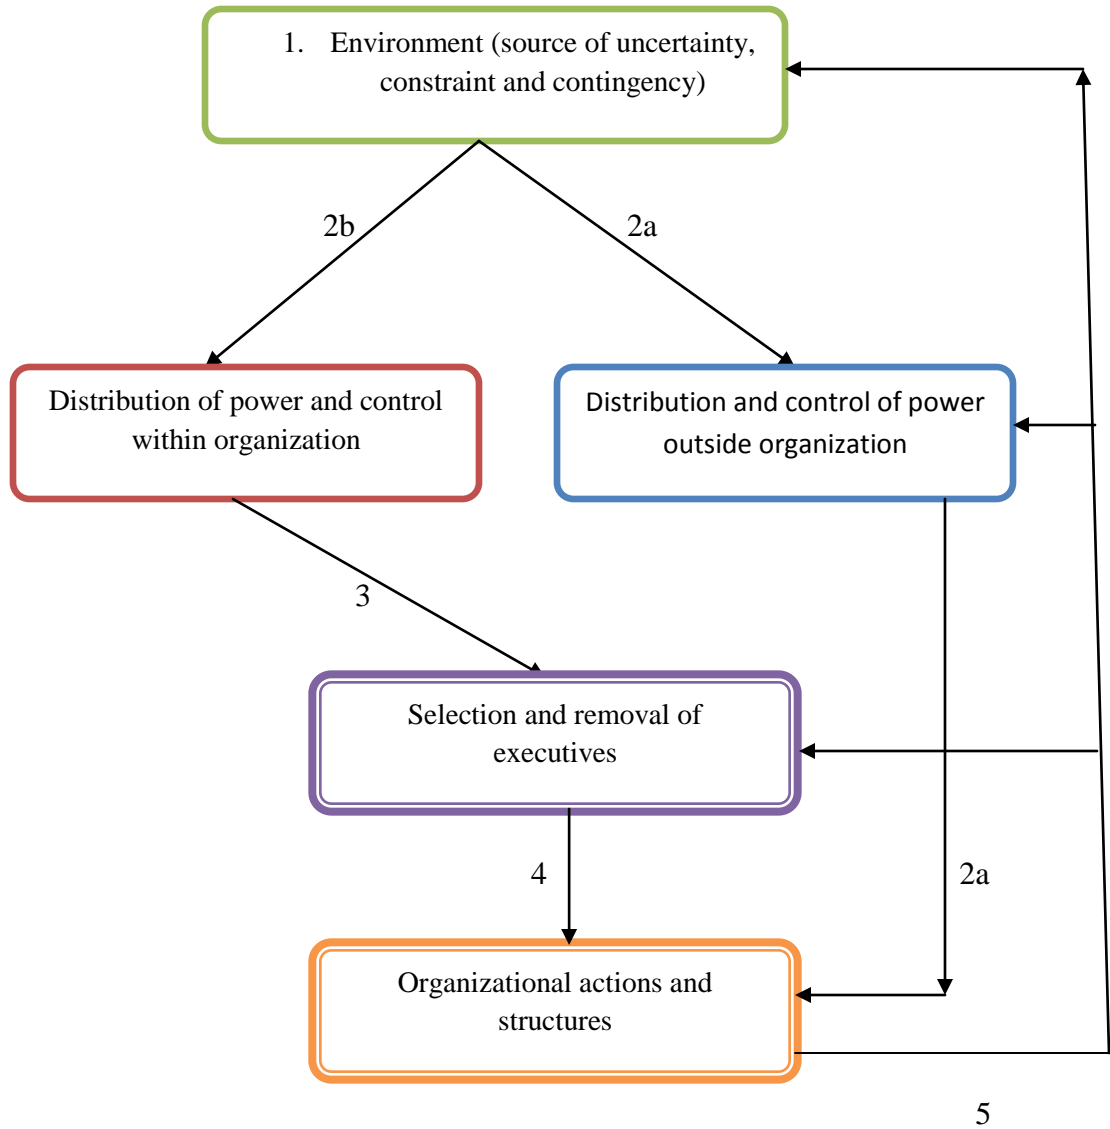 1. Environment (source of uncertainty,
constraint and contingency)
2b
2a
Distribution of power and control
within organization
Distribution and control of power
outside organization
3
Selection and removal of
executives
4
2a
Organizational actions and
structures
5